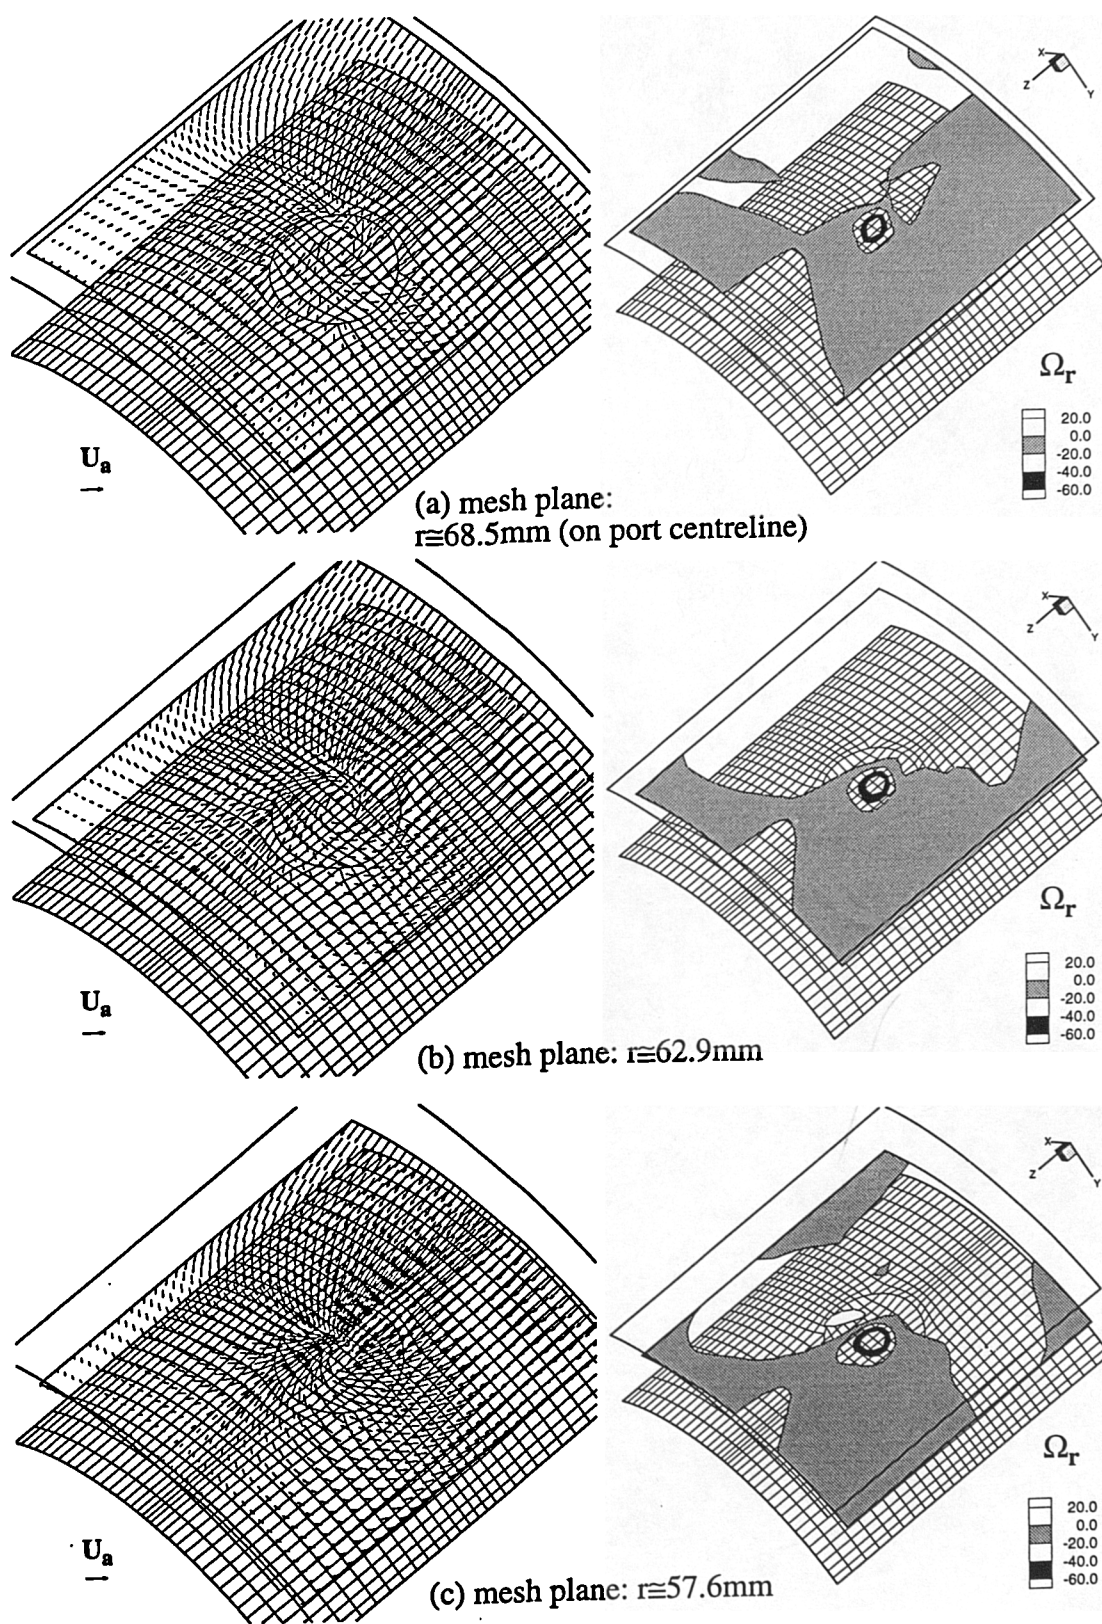 X
Z
Y
Ωr
20.0
0.0
-20.0
-40.0
-60.0
Ua
(a) mesh plane:
r≅68.5mm (on port centreline)
X
Z
Y
Ωr
20.0
0.0
-20.0
-40.0
-60.0
Ua
(b) mesh plane: r≅62.9mm
X
Z
Y
Ωr
20.0
0.0
-20.0
-40.0
-60.0
Ua
(c) mesh plane: r≅57.6mm